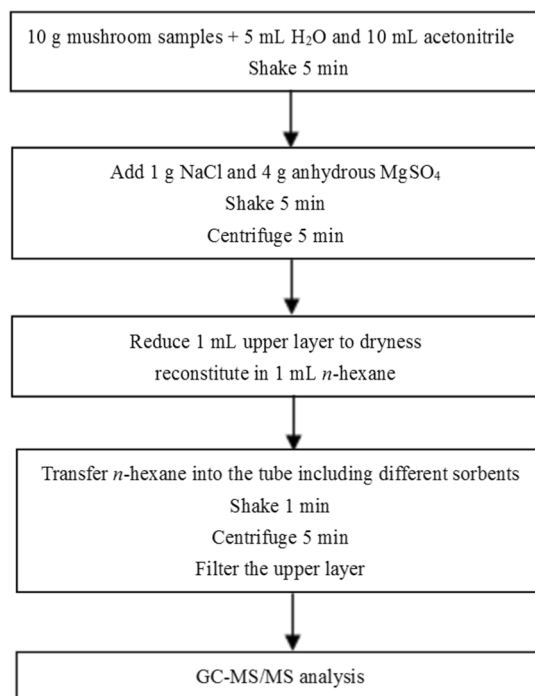 10 g mushroom samples + 5 mL H₂O and 10 mL acetonitrile
Shake 5 min
Add 1 g NaCl and 4 g anhydrous MgSO₄
Shake 5 min
Centrifuge 5 min
Reduce 1 mL upper layer to dryness
reconstitute in 1 mL n-hexane
Transfer n-hexane into the tube including different sorbents
Shake 1 min
Centrifuge 5 min
Filter the upper layer
GC-MS/MS analysis